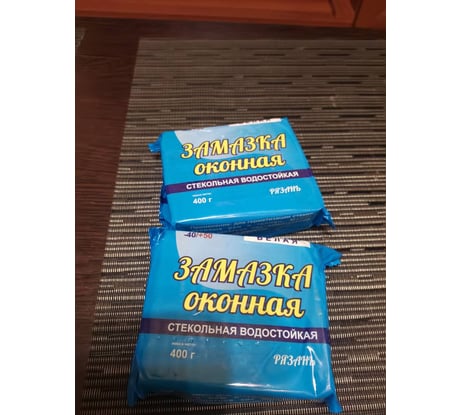 ЗАМАЗКА
оконная
СТЕКОЛЬНАЯ ВОДОСТОЙКАЯ
400 г
РЯЗАНЬ
-40/+50
БЕЛАЯ
ЗАМАЗКА
оконная
СТЕКОЛЬНАЯ ВОДОСТОЙКАЯ
400 г
РЯЗАНЬ